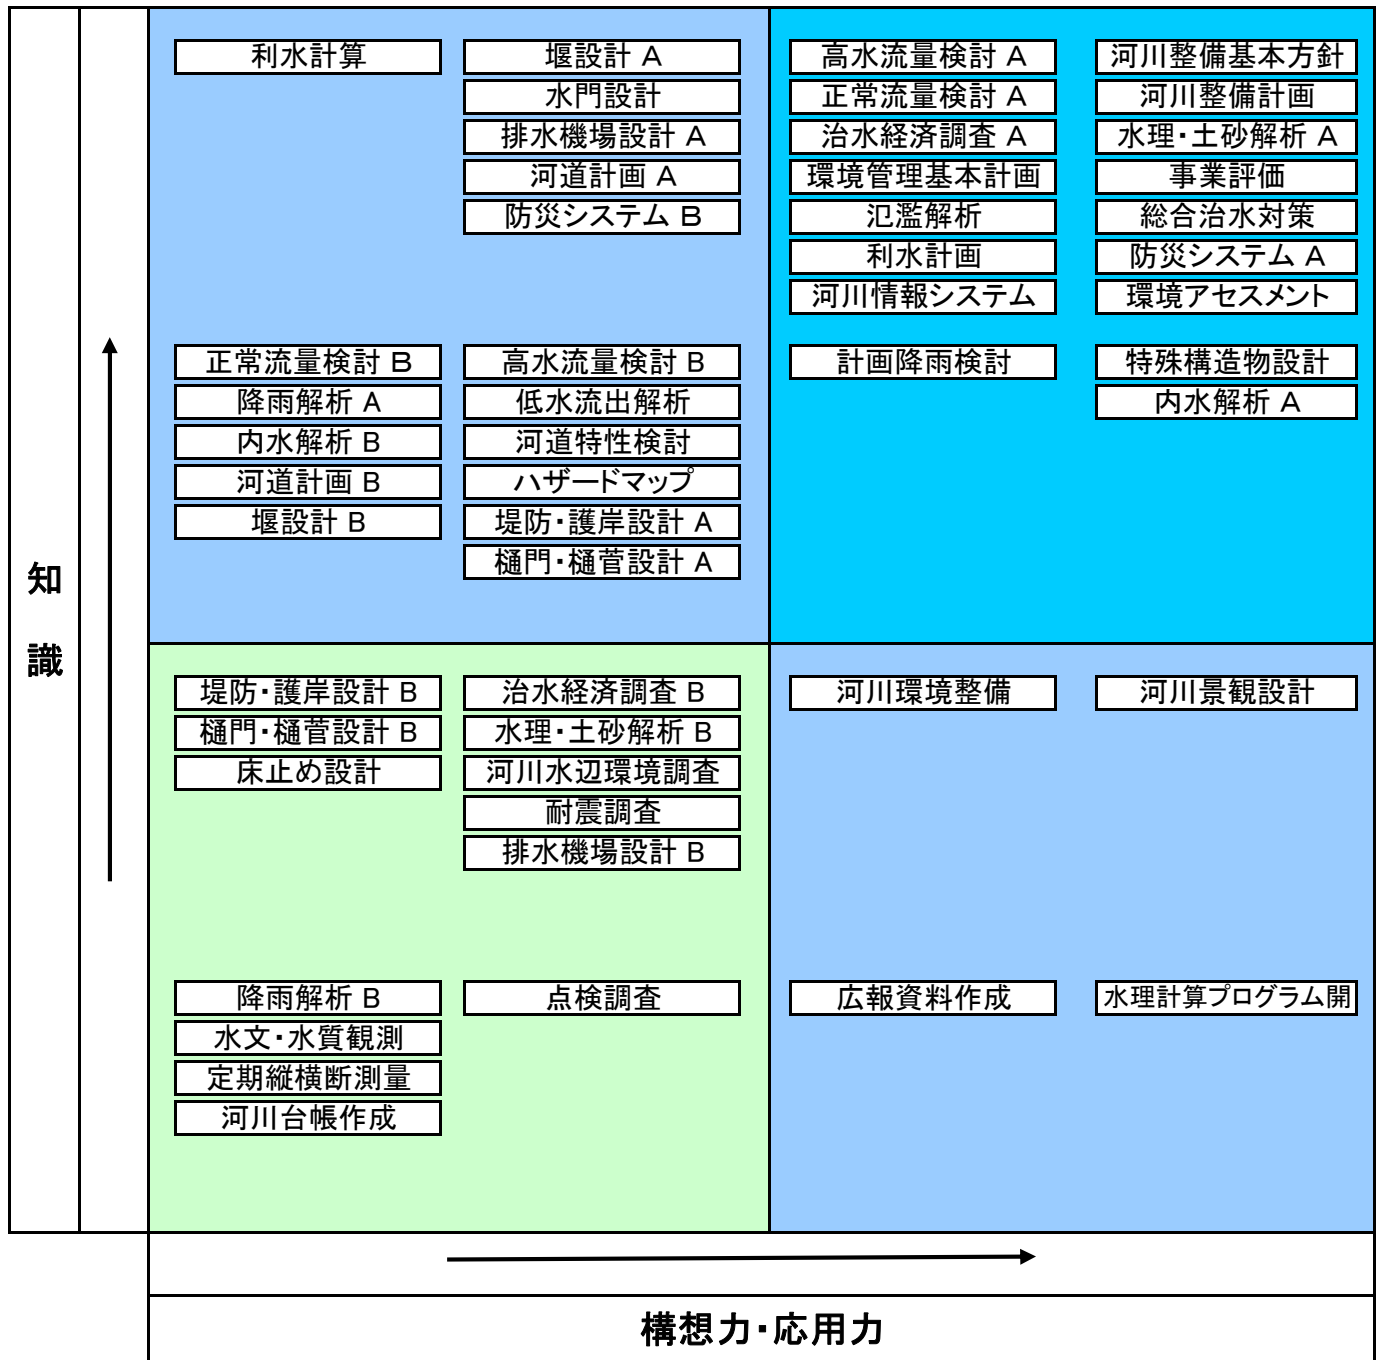 利水計算
堰設計 A
水門設計
排水機場設計 A
河道計画 A
防災システム B
高水流量検討 A
正常流量検討 A
治水経済調査 A
環境管理基本計画
氾濫解析
利水計画
河川情報システム
河川整備基本方針
河川整備計画
水理・土砂解析 A
事業評価
総合治水対策
防災システム A
環境アセスメント
正常流量検討 B
降雨解析 A
内水解析 B
河道計画 B
堰設計 B
高水流量検討 B
低水流出解析
河道特性検討
ハザードマップ
堤防・護岸設計 A
樋門・樋菅設計 A
計画降雨検討
特殊構造物設計
内水解析 A
知
識
堤防・護岸設計 B
樋門・樋菅設計 B
床止め設計
治水経済調査 B
水理・土砂解析 B
河川水辺環境調査
耐震調査
排水機場設計 B
河川環境整備
河川景観設計
降雨解析 B
水文・水質観測
定期縦横断測量
河川台帳作成
点検調査
広報資料作成
水理計算プログラム開
構想力・応用力